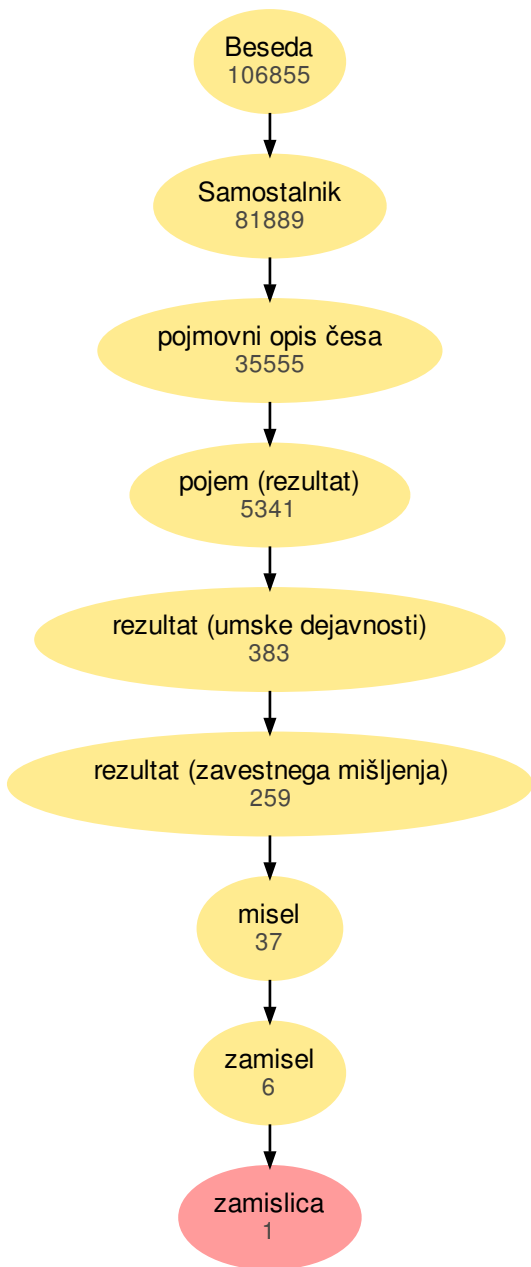 Beseda
106855
Samostalnik
81889
pojmovni opis česa
35555
pojem (rezultat)
5341
rezultat (umske dejavnosti)
383
rezultat (zavestnega mišljenja)
259
misel
37
zamisel
6
zamislica
1